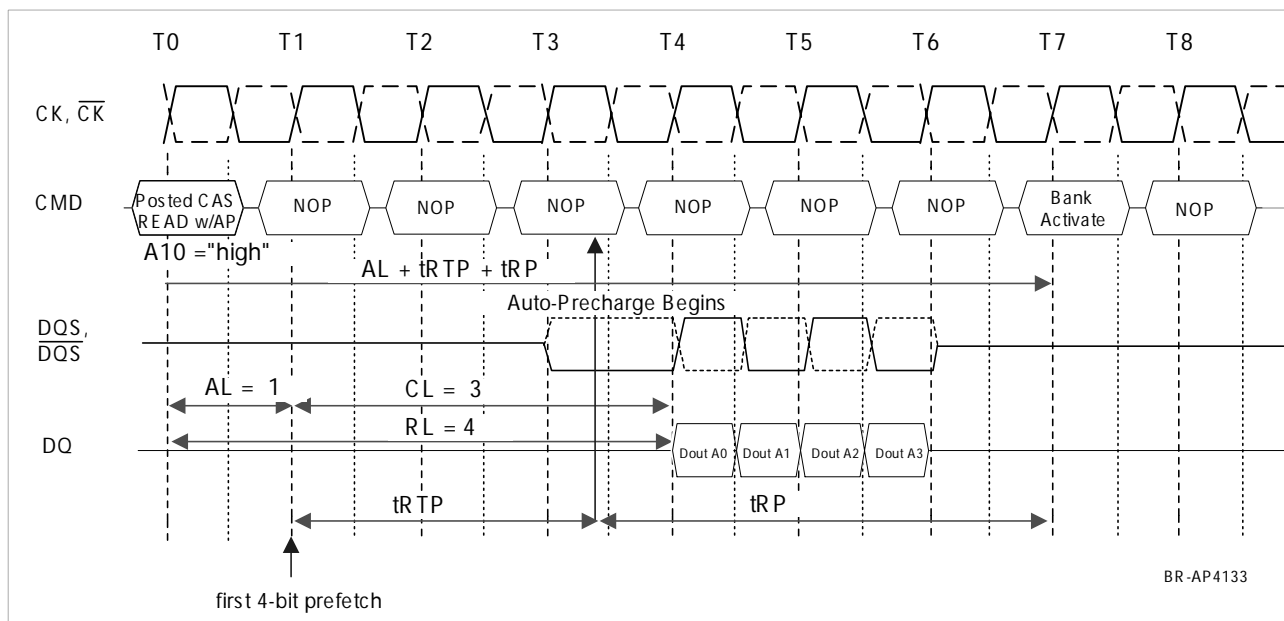 T0 T1 T2 T3 T4 T5 T6 T7 T8
CK, CK
CMD
Posted CAS
READ w/AP
NOP
NOP
NOP
NOP
NOP
NOP
Bank
Activate
NOP
A10 ="high"
AL + tRTP + tRP
Auto-Precharge Begins
DQS,
DQS
AL = 1
CL = 3
RL = 4
DQ
Dout A0
Dout A1
Dout A2
Dout A3
tRTP
tRP
first 4-bit prefetch
BR-AP4133